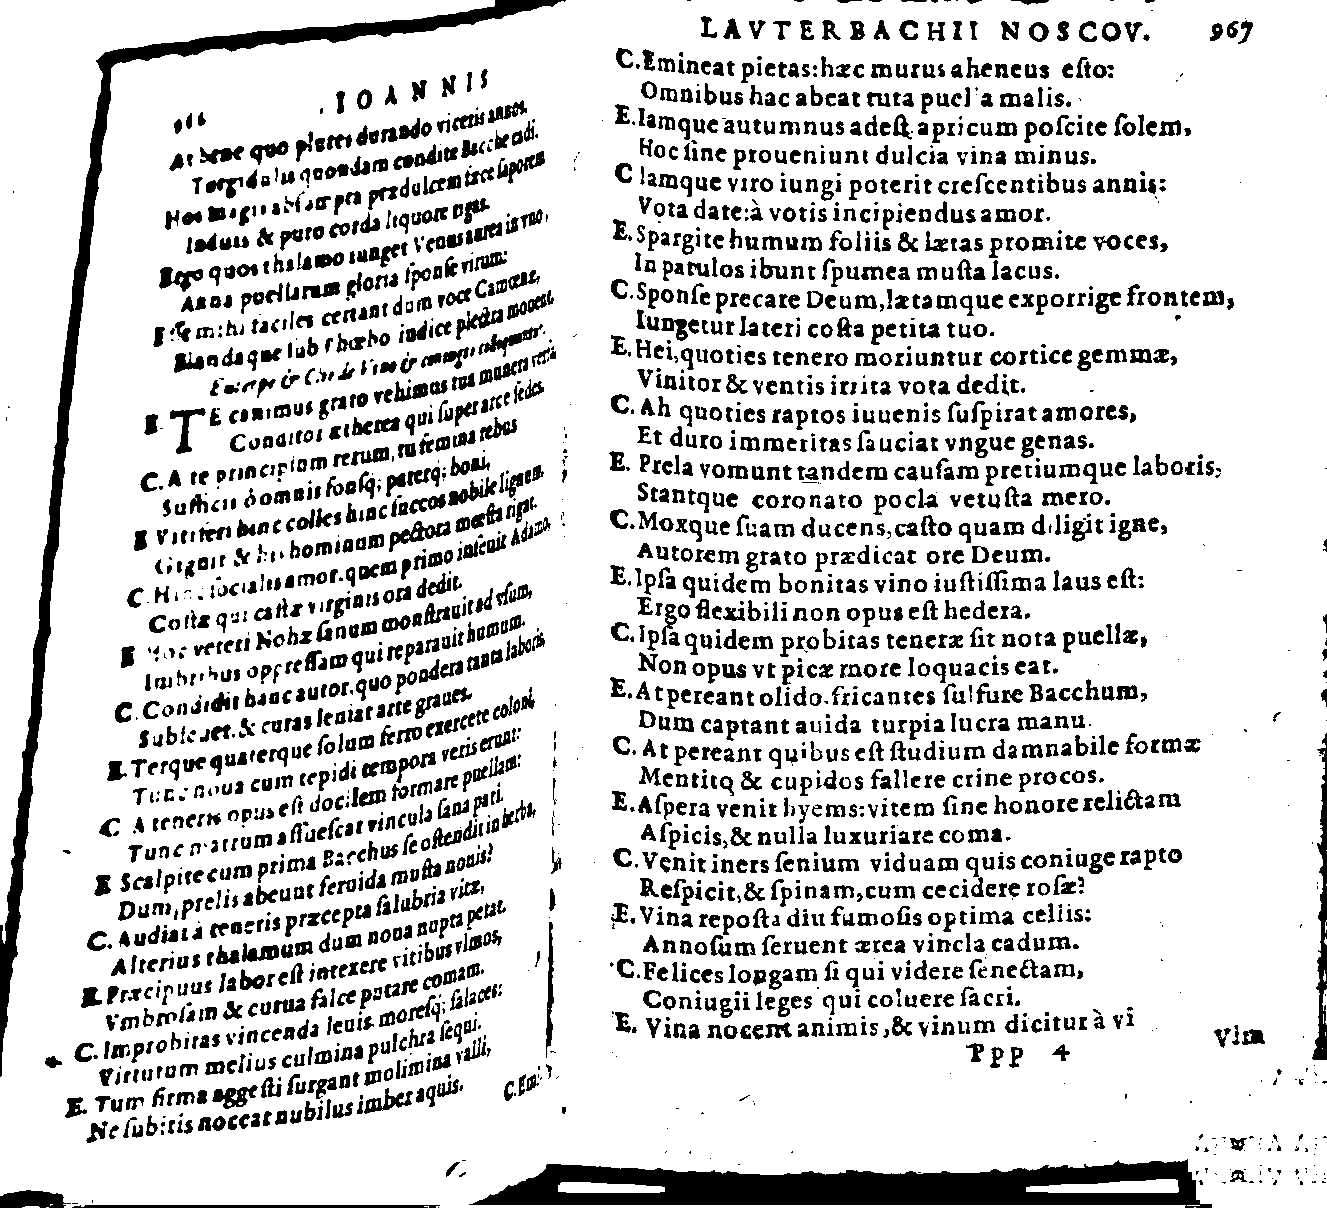 966 IOANNIS
At bene quo plures durando viceris annos,
Turgidulis quondam condite Bacche cadi.
Hos magis absumpta prædulcem tisce saporem
Induis & puro corda liquore rigas.
Ergo quos thalamo iunget Venus aurea in vno,
Anna puellarum gloria sponse virum:
E se mihi faciles certant dum voce Camœnæ,
Blandaque sub Phœbo iudice plectra mouent.
de Vino & coniugio
E. TE canimus grato vehimus tua munera versu
Conditor ætherea qui super arce sedes.
C. A te principium rerum, tu femina rebus
Sufficis ô omnis fonsq; paterq; boni,
E Vitiferi hanc colles hinc succos nobile lignum,
Gignit & his hominum pectora mœsta rigat.
C. Hinc socialis amor, quem primo inseuit Adamo,
Costæ qui castæ virginis ora dedit.
E Hoc veteri Nohæ sanum monstrauit ad vsum,
Imbribus oppressam qui reparauit humum.
C. Condidit hanc autor, quo pondera tanta laboris
Subleuet, & curas leniat arte graues.
E. Terque quaterque solum ferro exercete coloni
Tunc noua cum tepidi tempora veris erunt:
C A teneris opus est docilem formare puellam:
Tunc matrum assuescat vincula sana pati.
E Scalpite cum prima Bacchus se ostendit in herba,
Dum, prelis abeunt feruida musta nouis?
C. Audiat à teneris præcepta salubria vitæ,
Alterius thalamum dum noua nupta petat.
E. Præcipuus labor est intexere vitibus vlmos,
Vmbrosam & curua falce putare comam.
C. Improbitas vincenda leuis moresq; salaces:
Virtutum melius culmina pulchra sequi.
E. Tum firma aggesti surgant molimina valli,
Ne subitis noceat nubilus imber aquis.
C. Emi-
LAVTERBACHII NOSCOV. 967
C. Emineat pietas: hæc murus aheneus esto:
Omnibus hac abeat tuta puella malis.
E. Iamque autumnus adest apricum poscite solem,
Hoc sine proueniunt dulcia vina minus.
C Iamque viro iungi poterit crescentibus annis:
Vota date: à votis incipiendus amor.
E. Spargite humum foliis & lætas promite voces,
In patulos ibunt spumea musta lacus.
C. Sponse precare Deum, lætamque exporrige frontem,
Iungetur lateri costa petita tuo.
E. Hei, quoties tenero moriuntur cortice gemmæ,
Vinitor & ventis irrita vota dedit.
C. Ah quoties raptos iuuenis suspirat amores,
Et duro immeritas sauciat vngue genas.
E. Prela vomunt tandem causam pretiumque laboris,
Stantque coronato pocla vetusta mero.
C. Moxque suam ducens, casto quam diligit igne,
Autorem grato prædicat ore Deum.
E. Ipsa quidem bonitas vino iustissima laus est:
Ergo flexibili non opus est hedera.
C. Ipsa quidem probitas teneræ sit nota puellæ,
Non opus vt picæ more loquacis eat.
E. At pereant olido. fricantes sulfure Bacchum,
Dum captant auida turpia lucra manu.
C. At pereant quibus est studium damnabile formæ
Mentitq & cupidos fallere crine procos.
E. Aspera venit hyems: vitem sine honore relictam
Aspicis, & nulla luxuriare coma.
C. Venit iners senium viduam quis coniuge rapto
Respicit, & spinam, cum cecidere rosæ?
E. Vina reposta diu fumosis optima cellis:
Annosum seruent ærea vincla cadum.
C. Felices longam si qui videre senectam,
Coniugii leges qui coluere sacri.
E. Vina nocent animis, & vinum dicitur à vi
Ppp 4 Vim